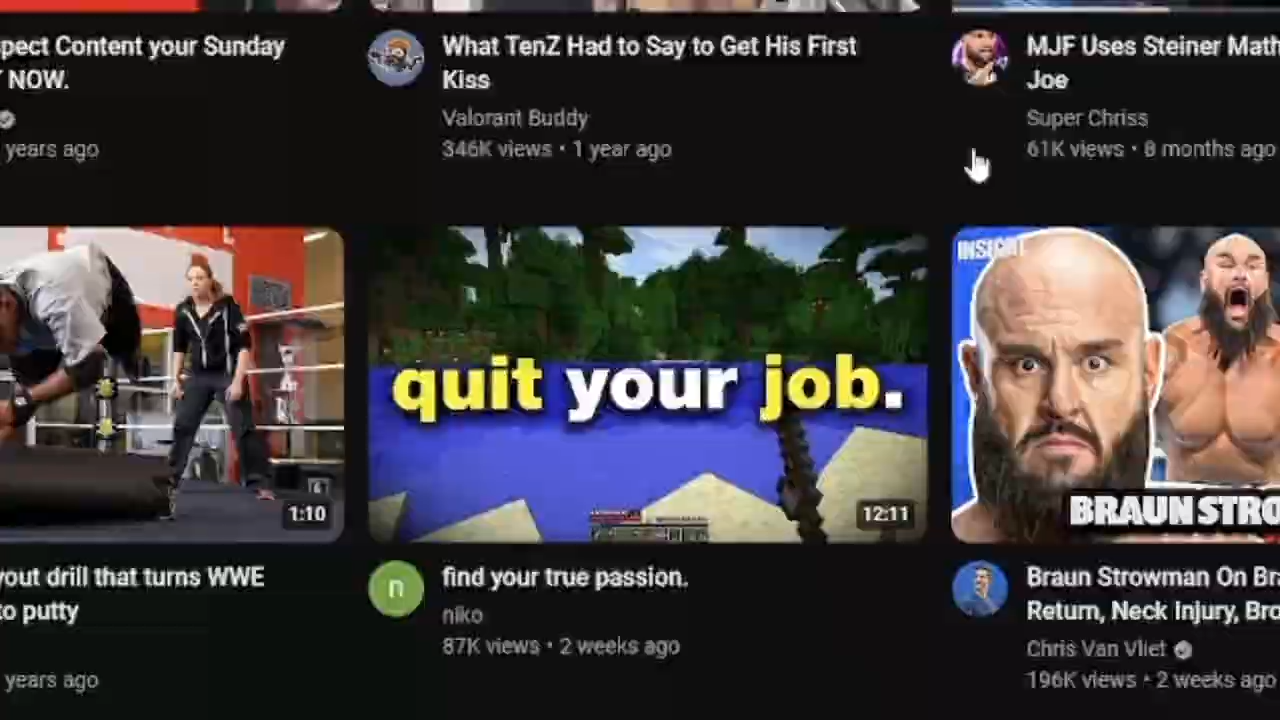 pect Content your Sunday
NOW.
years ago
What TenZ Had to Say to Get His First
Kiss
Valorant Buddy
346K views • 1 year ago
MJF Uses Steiner Math
Joe
Super Chriss
61K views • 8 months ago
1:10
yout drill that turns WWE
to putty
years ago
quit your job.
12:11
n
find your true passion.
niko
87K views • 2 weeks ago
INSIGHT
BRAUN STRO
Braun Strowman On Bra
Return, Neck Injury, Bro
Chris Van Vliet
196K views • 2 weeks ago